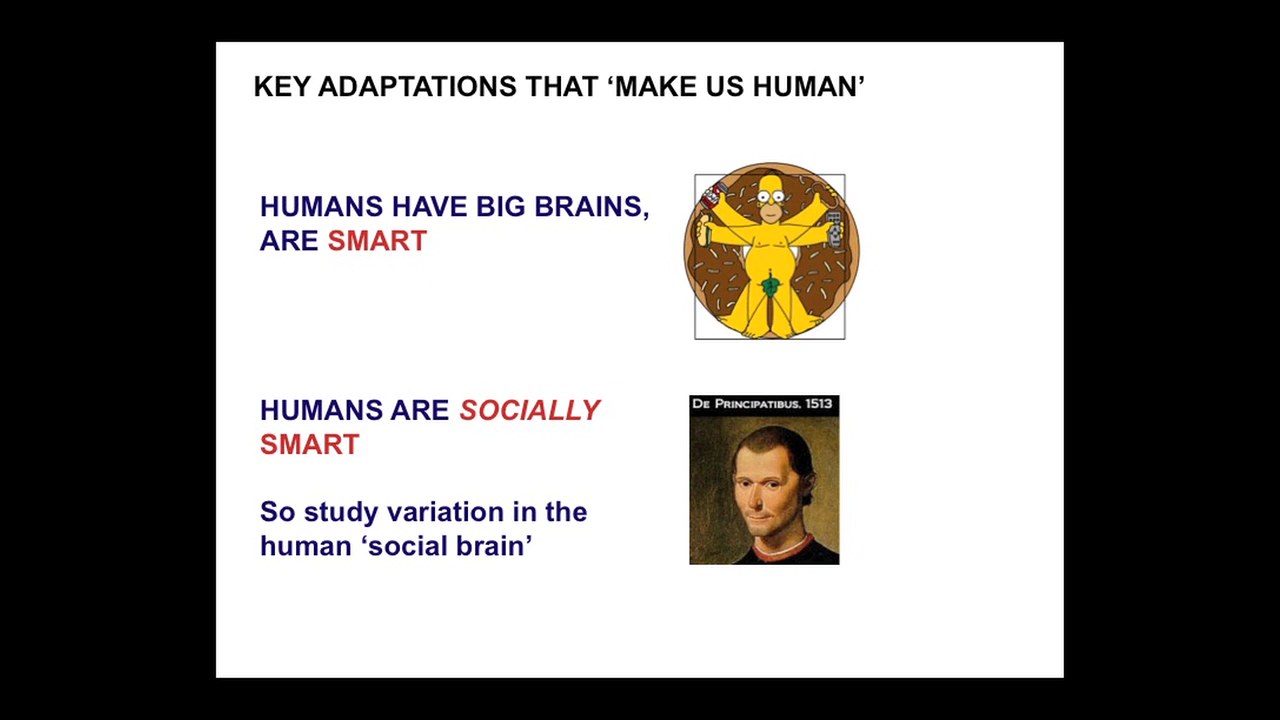 KEY ADAPTATIONS THAT ‘MAKE US HUMAN’
HUMANS HAVE BIG BRAINS,
ARE SMART
HUMANS ARE SOCIALLY
SMART
So study variation in the
human ‘social brain’
DE PRINCIPATIBUS, 1513